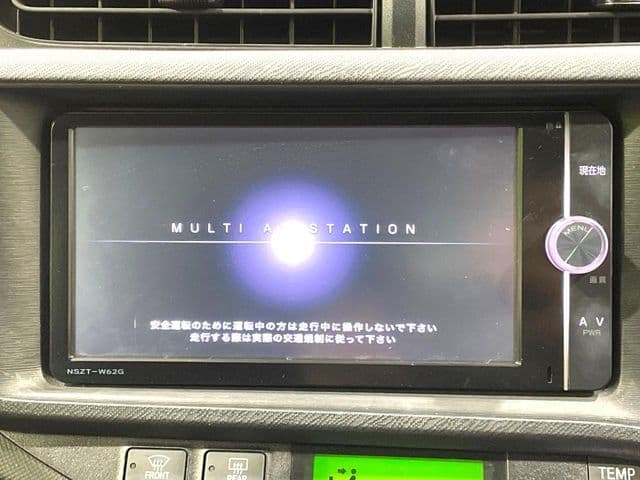 現在地
MULTI AV STATION
MENU
画質
安全運転のために運転中の方は走行中に操作しないで下さい
走行する際は実際の交通規制に従って下さい
A V
PWR
NSZT-W62G
FRONT
REAR
TEMP